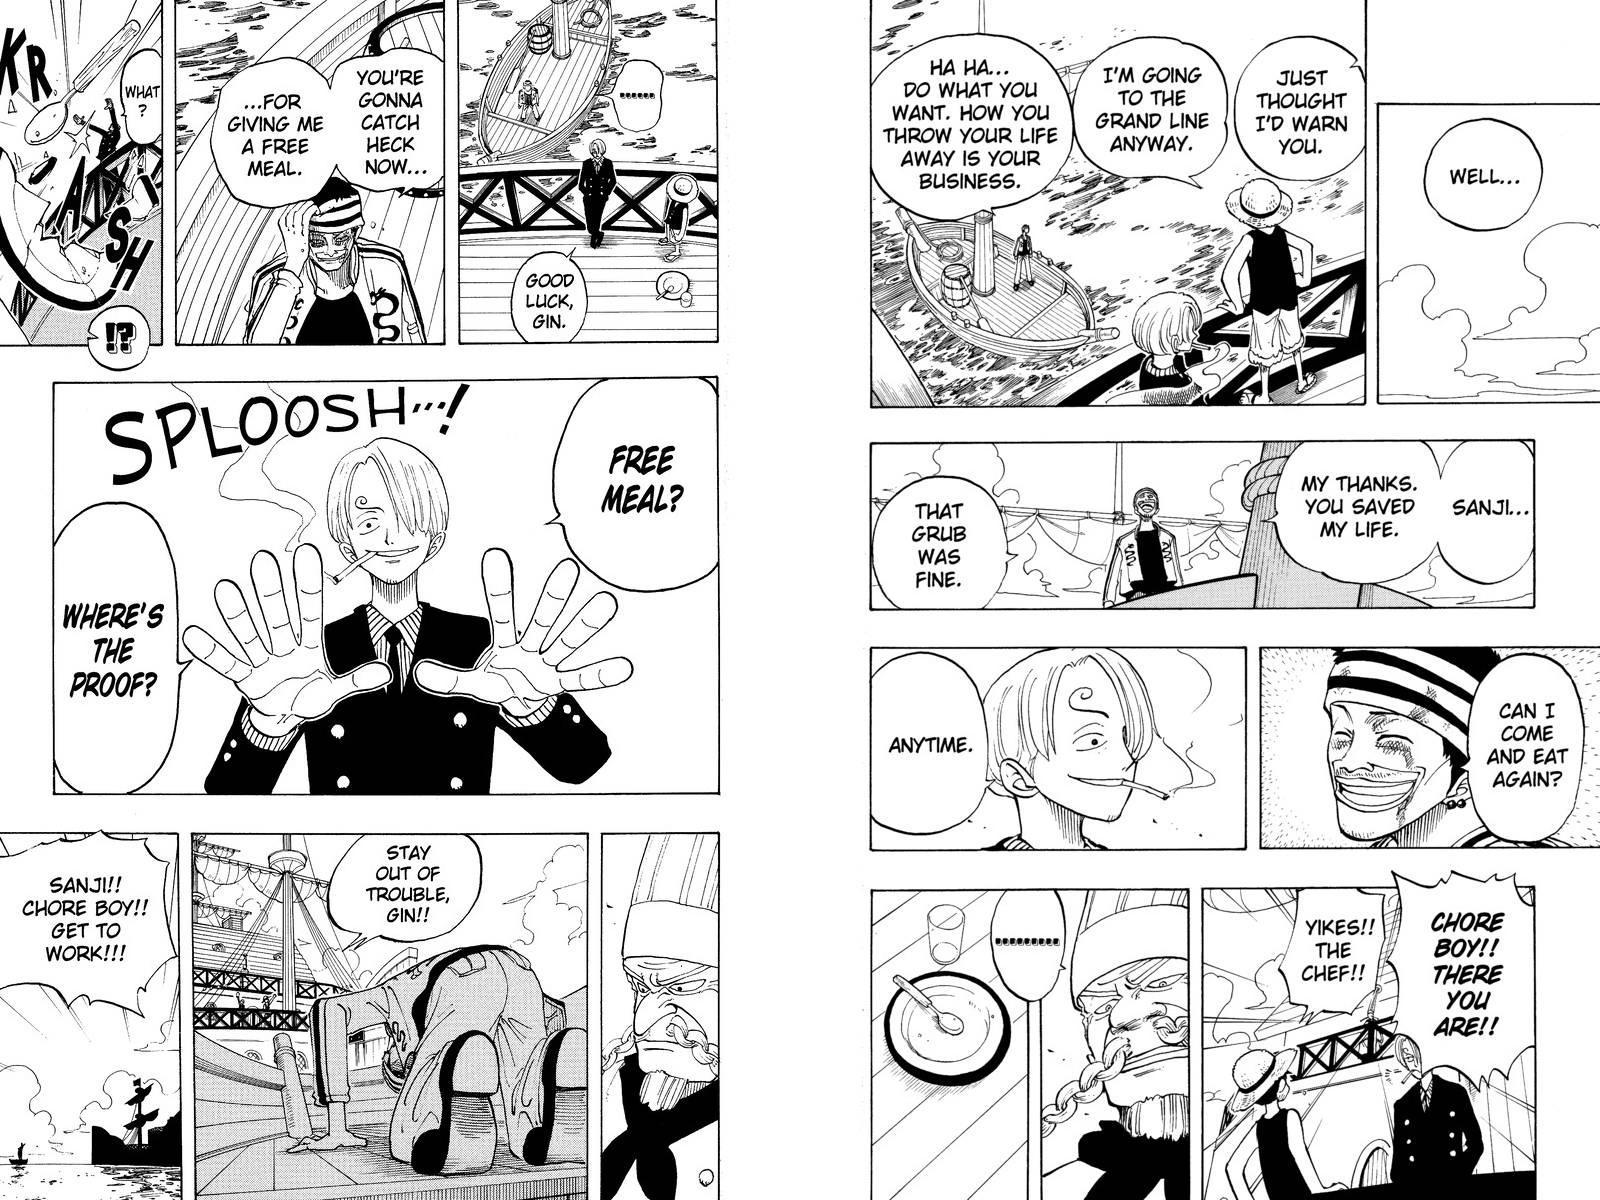 WELL...
JUST
THOUGHT
I'D WARN
YOU.
I'M GOING
TO THE
GRAND LINE
ANYWAY.
HA HA...
DO WHAT YOU
WANT. HOW YOU
THROW YOUR LIFE
AWAY IS YOUR
BUSINESS.
SANJI...
MY THANKS.
YOU SAVED
MY LIFE.
THAT
GRUB
WAS
FINE.
CAN I
COME
AND EAT
AGAIN?
ANYTIME.
CHORE
BOY!!
THERE
YOU
ARE!!
YIKES!!
THE
CHEF!!
..........
......
GOOD
LUCK,
GIN.
YOU'RE
GONNA
CATCH
HECK
NOW...
...FOR
GIVING ME
A FREE
MEAL.
WHAT
?
KRASH
!?
SPLOOSH...!
FREE
MEAL?
WHERE'S
THE
PROOF?
STAY
OUT OF
TROUBLE,
GIN!!
SANJI!!
CHORE BOY!!
GET TO
WORK!!!